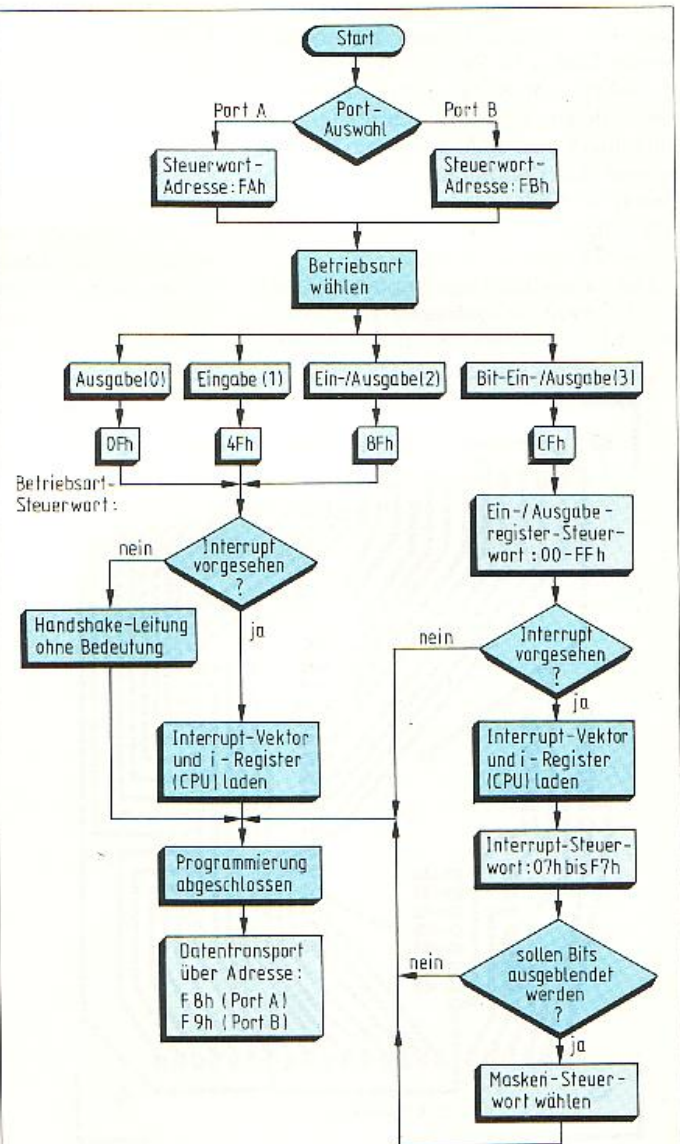 Start
Port A
Port-
Auswahl
Port B
Steuerwort-
Adresse: FAh
Steuerwort-
Adresse: FBh
Betriebsart
wählen
Ausgabe(0)
Eingabe (1)
Ein-/Ausgabe(2)
Bit-Ein-/Ausgabe(3)
0Fh
4Fh
8Fh
CFh
Betriebsart-
Steuerwort:
Ein-/Ausgabe-
register-Steuer-
wort: 00-FFh
nein
Interrupt
vorgesehen
?
ja
Handshake-Leitung
ohne Bedeutung
nein
Interrupt
vorgesehen
?
ja
Interrupt-Vektor
und i-Register
(CPU) laden
Interrupt-Vektor
und i-Register
(CPU) laden
Interrupt-Steuer-
wort: 07h bis F7h
Programmierung
abgeschlossen
Datentransport
über Adresse:
F8h (Port A)
F9h (Port B)
nein
sollen Bits
ausgeblendet
werden
?
ja
Masken-Steuer-
wort wählen